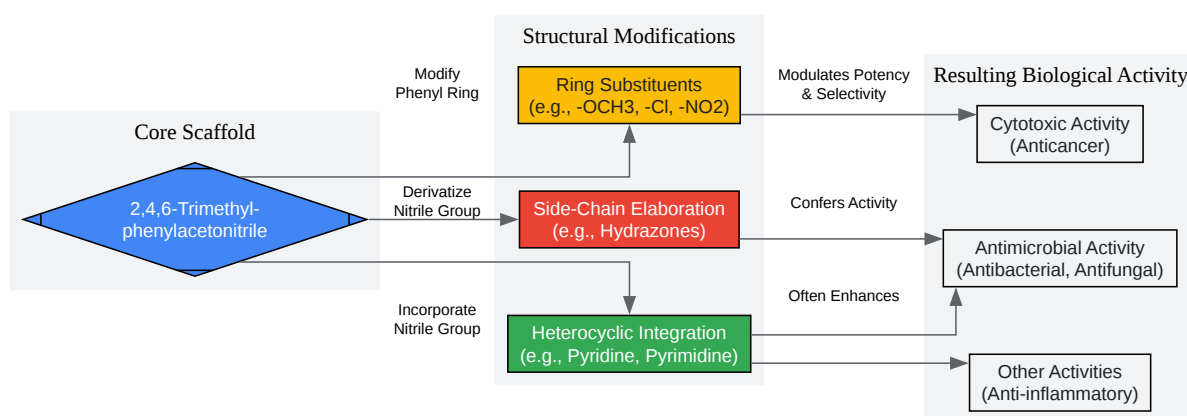 Core Scaffold
2,4,6-Trimethyl-
phenylacetonitrile
Modify
Phenyl Ring
Derivatize
Nitrile Group
Incorporate
Nitrile Group
Structural Modifications
Ring Substituents
(e.g., -OCH3, -Cl, -NO2)
Side-Chain Elaboration
(e.g., Hydrazones)
Heterocyclic Integration
(e.g., Pyridine, Pyrimidine)
Modulates Potency
& Selectivity
Confers Activity
Often Enhances
Resulting Biological Activity
Cytotoxic Activity
(Anticancer)
Antimicrobial Activity
(Antibacterial, Antifungal)
Other Activities
(Anti-inflammatory)